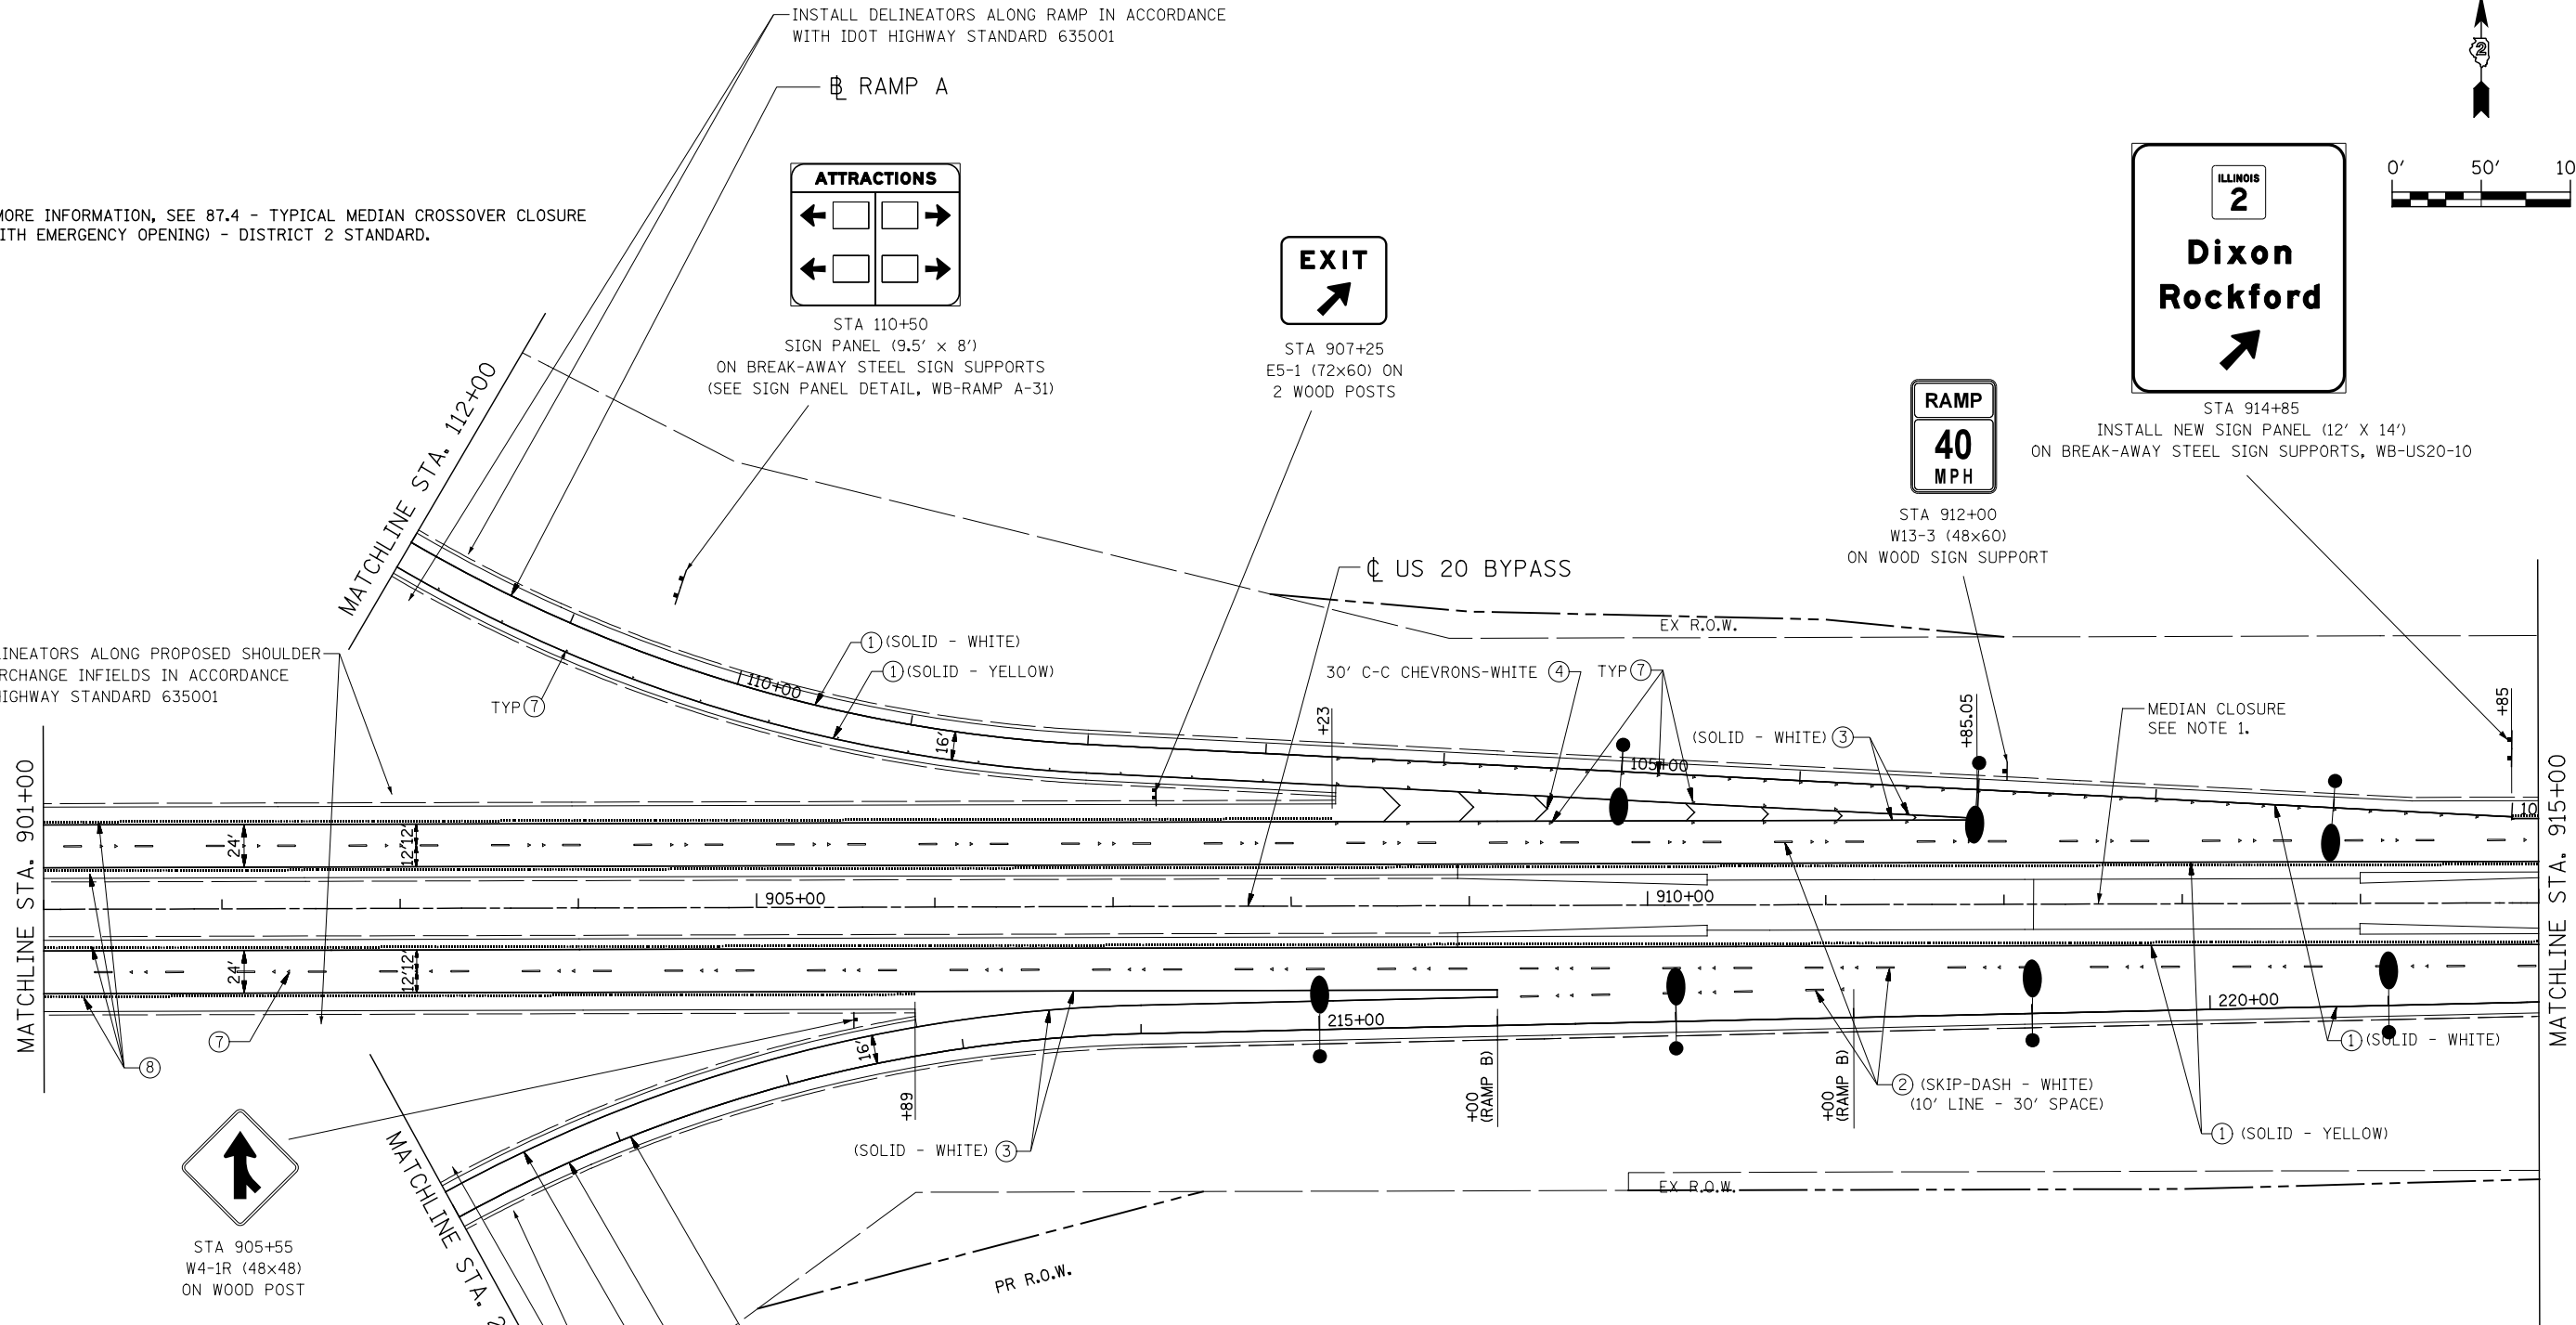 INSTALL DELINEATORS ALONG RAMP IN ACCORDANCE
WITH IDOT HIGHWAY STANDARD 635001
℄ RAMP A
2
0' 50' 10
MORE INFORMATION, SEE 87.4 - TYPICAL MEDIAN CROSSOVER CLOSURE
ITH EMERGENCY OPENING) - DISTRICT 2 STANDARD.
ATTRACTIONS
STA 110+50
SIGN PANEL (9.5' x 8')
ON BREAK-AWAY STEEL SIGN SUPPORTS
(SEE SIGN PANEL DETAIL, WB-RAMP A-31)
EXIT
STA 907+25
E5-1 (72x60) ON
2 WOOD POSTS
RAMP
40
MPH
STA 912+00
W13-3 (48x60)
ON WOOD SIGN SUPPORT
ILLINOIS
2
Dixon
Rockford
STA 914+85
INSTALL NEW SIGN PANEL (12' X 14')
ON BREAK-AWAY STEEL SIGN SUPPORTS, WB-US20-10
MATCHLINE STA. 112+00
℄ US 20 BYPASS
EX R.O.W.
INEATORS ALONG PROPOSED SHOULDER
RCHANGE INFIELDS IN ACCORDANCE
HIGHWAY STANDARD 635001
1 (SOLID - WHITE)
1 (SOLID - YELLOW)
110+00
TYP 7
16'
30' C-C CHEVRONS-WHITE 4
TYP 7
+23
(SOLID - WHITE) 3
105+00
+85.05
MEDIAN CLOSURE
SEE NOTE 1.
+85
10
MATCHLINE STA. 901+00
MATCHLINE STA. 915+00
24'
12' 12'
905+00
910+00
24'
12' 12'
7
8
16'
215+00
220+00
+89
+00
(RAMP B)
+00
(RAMP B)
1 (SOLID - WHITE)
2 (SKIP-DASH - WHITE)
(10' LINE - 30' SPACE)
1 (SOLID - YELLOW)
(SOLID - WHITE) 3
STA 905+55
W4-1R (48x48)
ON WOOD POST
MATCHLINE STA. 2
EX R.O.W.
PR R.O.W.